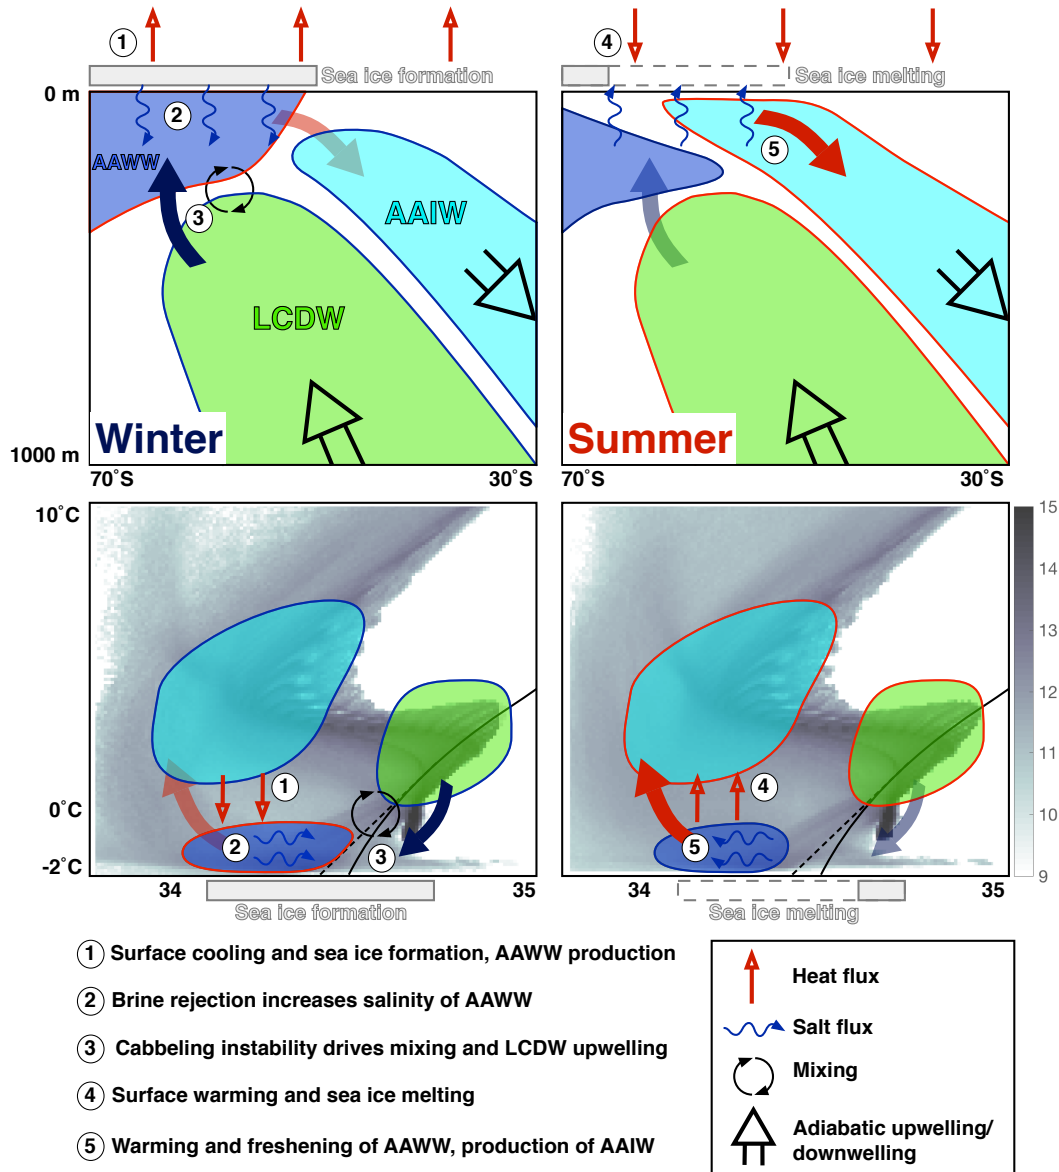 1
4
Sea ice formation
Sea ice melting
0 m
2
AAWW
5
3
AAIW
LCDW
Winter
Summer
1000 m
70˚S
30˚S
70˚S
30˚S
10˚C
15
14
13
12
11
10
9
1
4
0˚C
2
3
5
-2˚C
34
35
34
35
Sea ice formation
Sea ice melting
1 Surface cooling and sea ice formation, AAWW production
2 Brine rejection increases salinity of AAWW
3 Cabbeling instability drives mixing and LCDW upwelling
4 Surface warming and sea ice melting
5 Warming and freshening of AAWW, production of AAIW
Heat flux
Salt flux
Mixing
Adiabatic upwelling/
downwelling